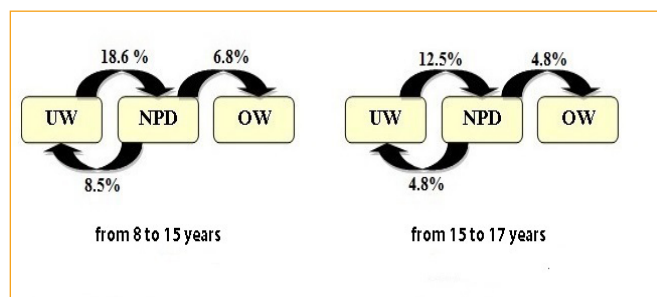 18.6 % 6.8%
UW NPD OW
8.5%
from 8 to 15 years
12.5% 4.8%
UW NPD OW
4.8%
from 15 to 17 years